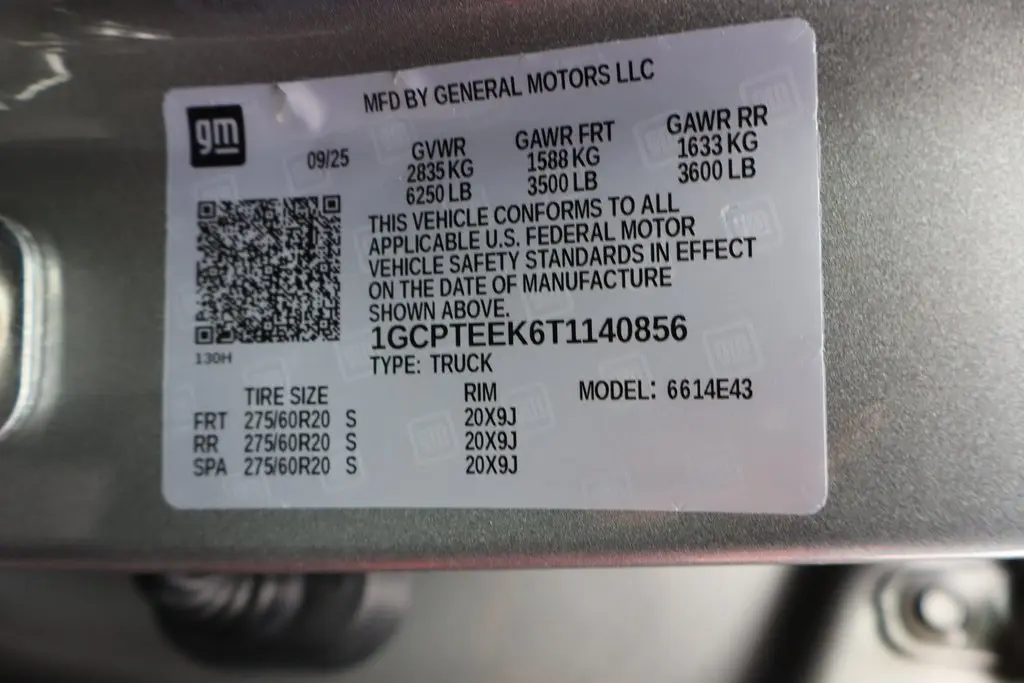 MFD BY GENERAL MOTORS LLC
gm
09/25
GVWR GAWR FRT GAWR RR
2835 KG 1588 KG 1633 KG
6250 LB 3500 LB 3600 LB
THIS VEHICLE CONFORMS TO ALL
APPLICABLE U.S. FEDERAL MOTOR
VEHICLE SAFETY STANDARDS IN EFFECT
ON THE DATE OF MANUFACTURE
SHOWN ABOVE.
1GCPTEEK6T1140856
130H
TYPE: TRUCK
TIRE SIZE RIM MODEL: 6614E43
FRT 275/60R20 S 20X9J
RR 275/60R20 S 20X9J
SPA 275/60R20 S 20X9J